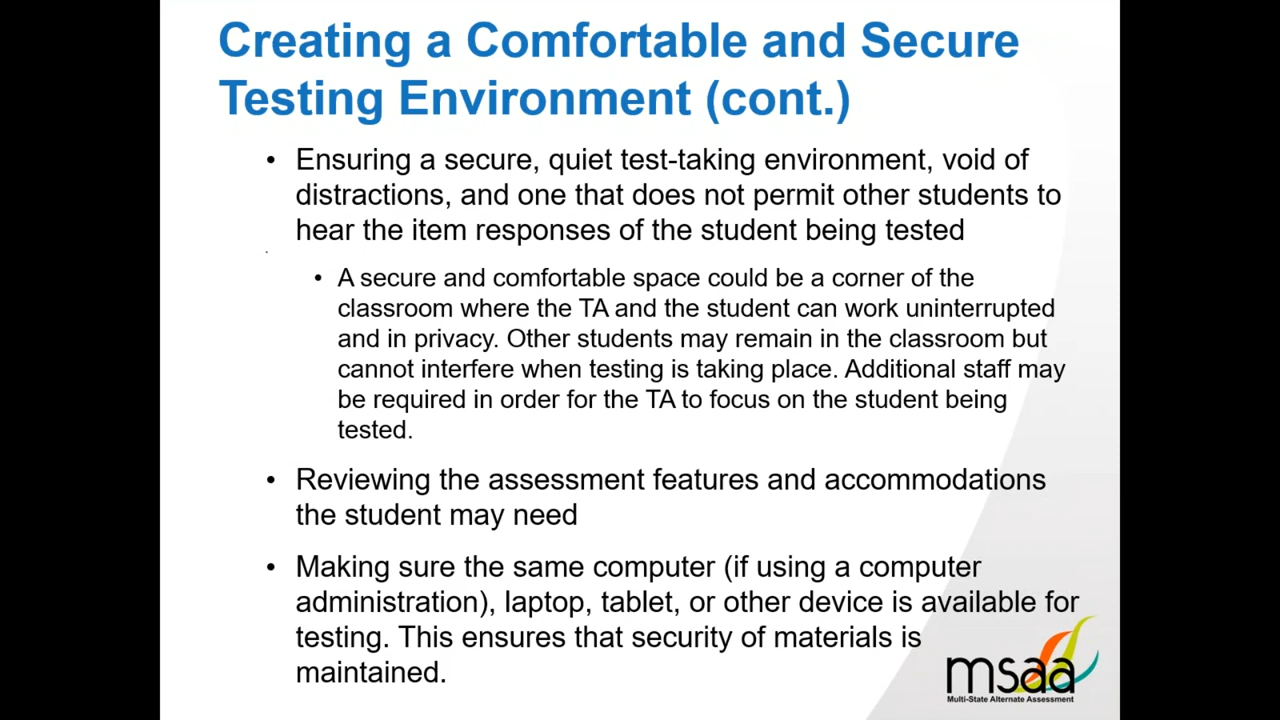 Creating a Comfortable and Secure
Testing Environment (cont.)
• Ensuring a secure, quiet test-taking environment, void of
distractions, and one that does not permit other students to
hear the item responses of the student being tested
• A secure and comfortable space could be a corner of the
classroom where the TA and the student can work uninterrupted
and in privacy. Other students may remain in the classroom but
cannot interfere when testing is taking place. Additional staff may
be required in order for the TA to focus on the student being
tested.
• Reviewing the assessment features and accommodations
the student may need
• Making sure the same computer (if using a computer
administration), laptop, tablet, or other device is available for
testing. This ensures that security of materials is
maintained.
msaa
Multi-State Alternate Assessment